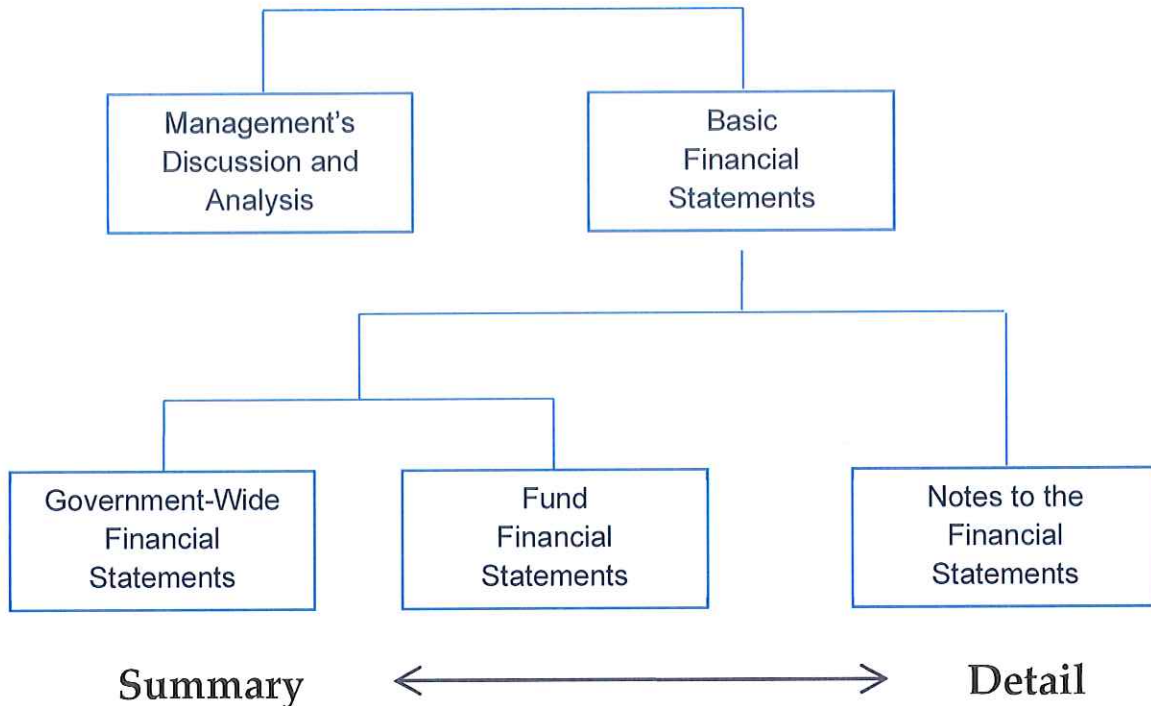 Management's
Discussion and
Analysis
Basic
Financial
Statements
Government-Wide
Financial
Statements
Fund
Financial
Statements
Notes to the
Financial
Statements
Summary
Detail